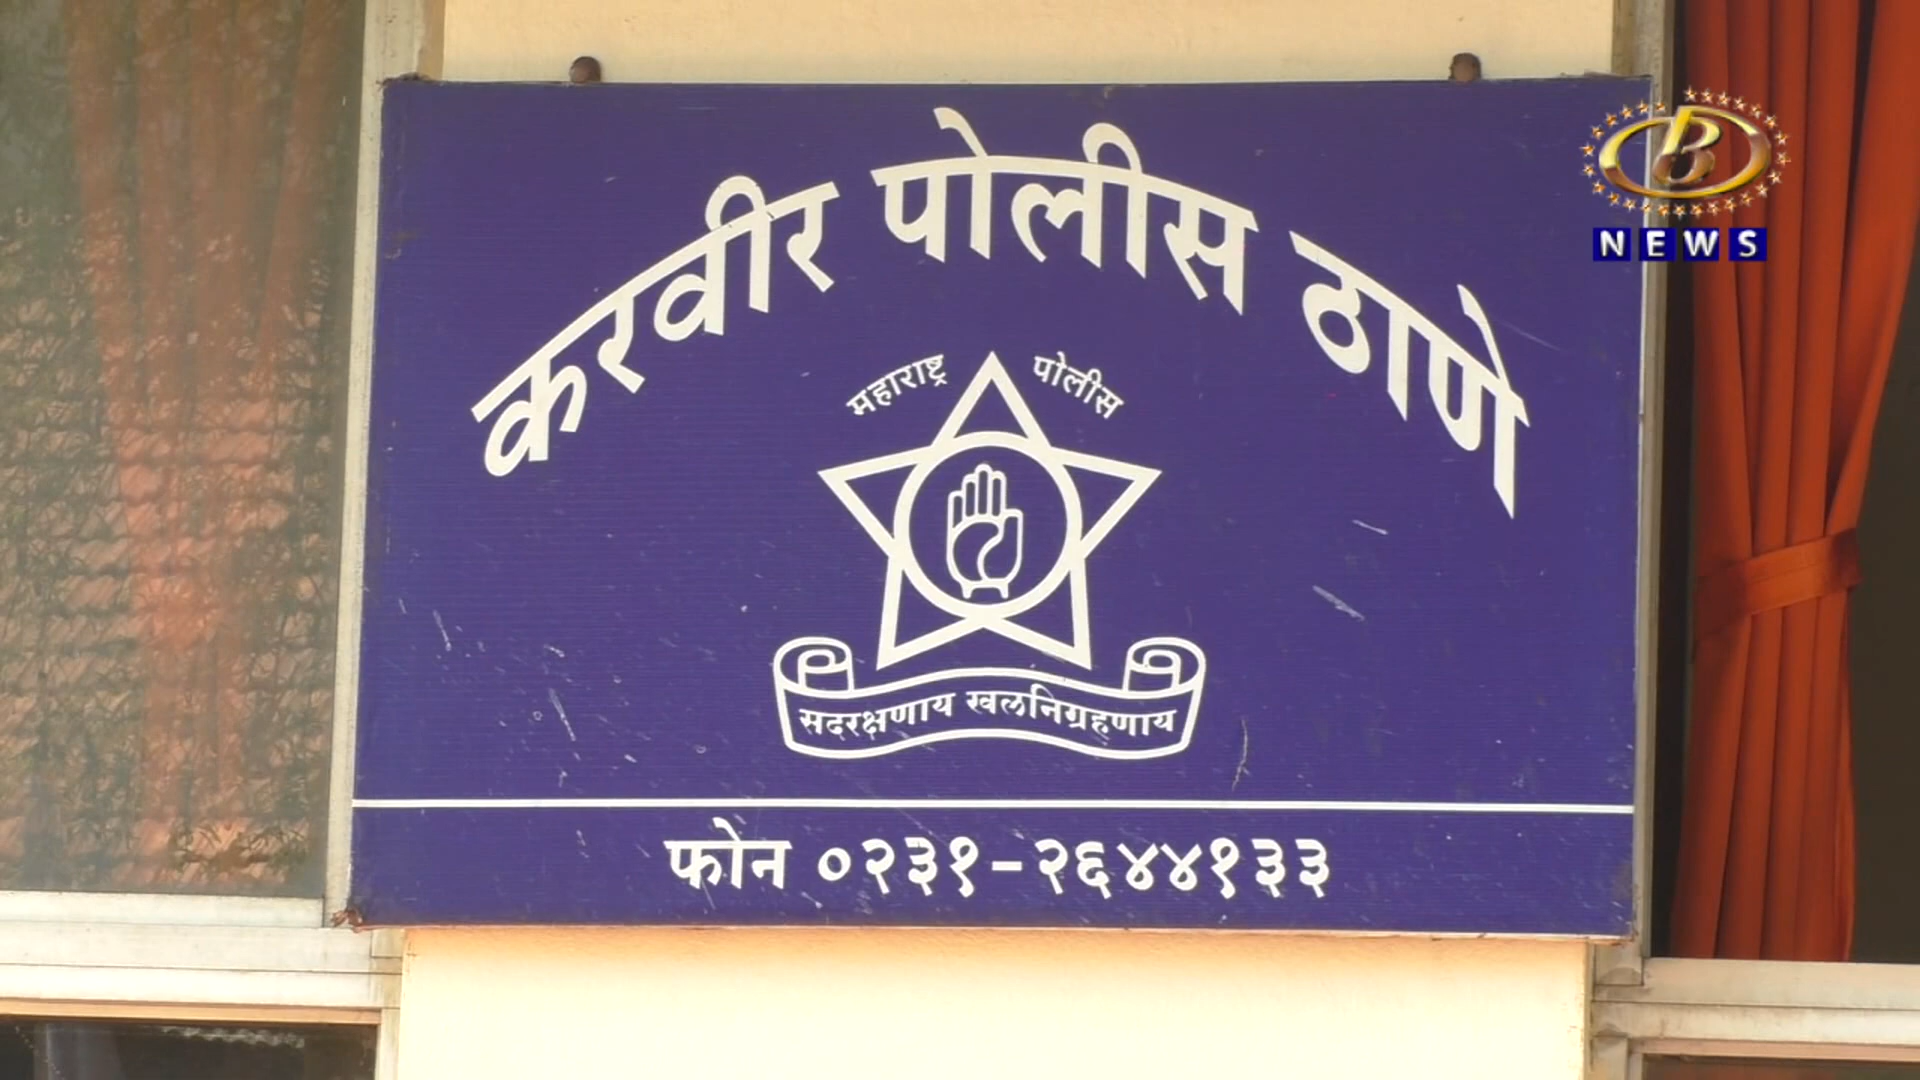 करवीर पोलीस ठाणे
महाराष्ट्र पोलीस
सदरक्षणाय खलनिग्रहणाय
फोन ०२३१-२६४४१३३
B
NEWS